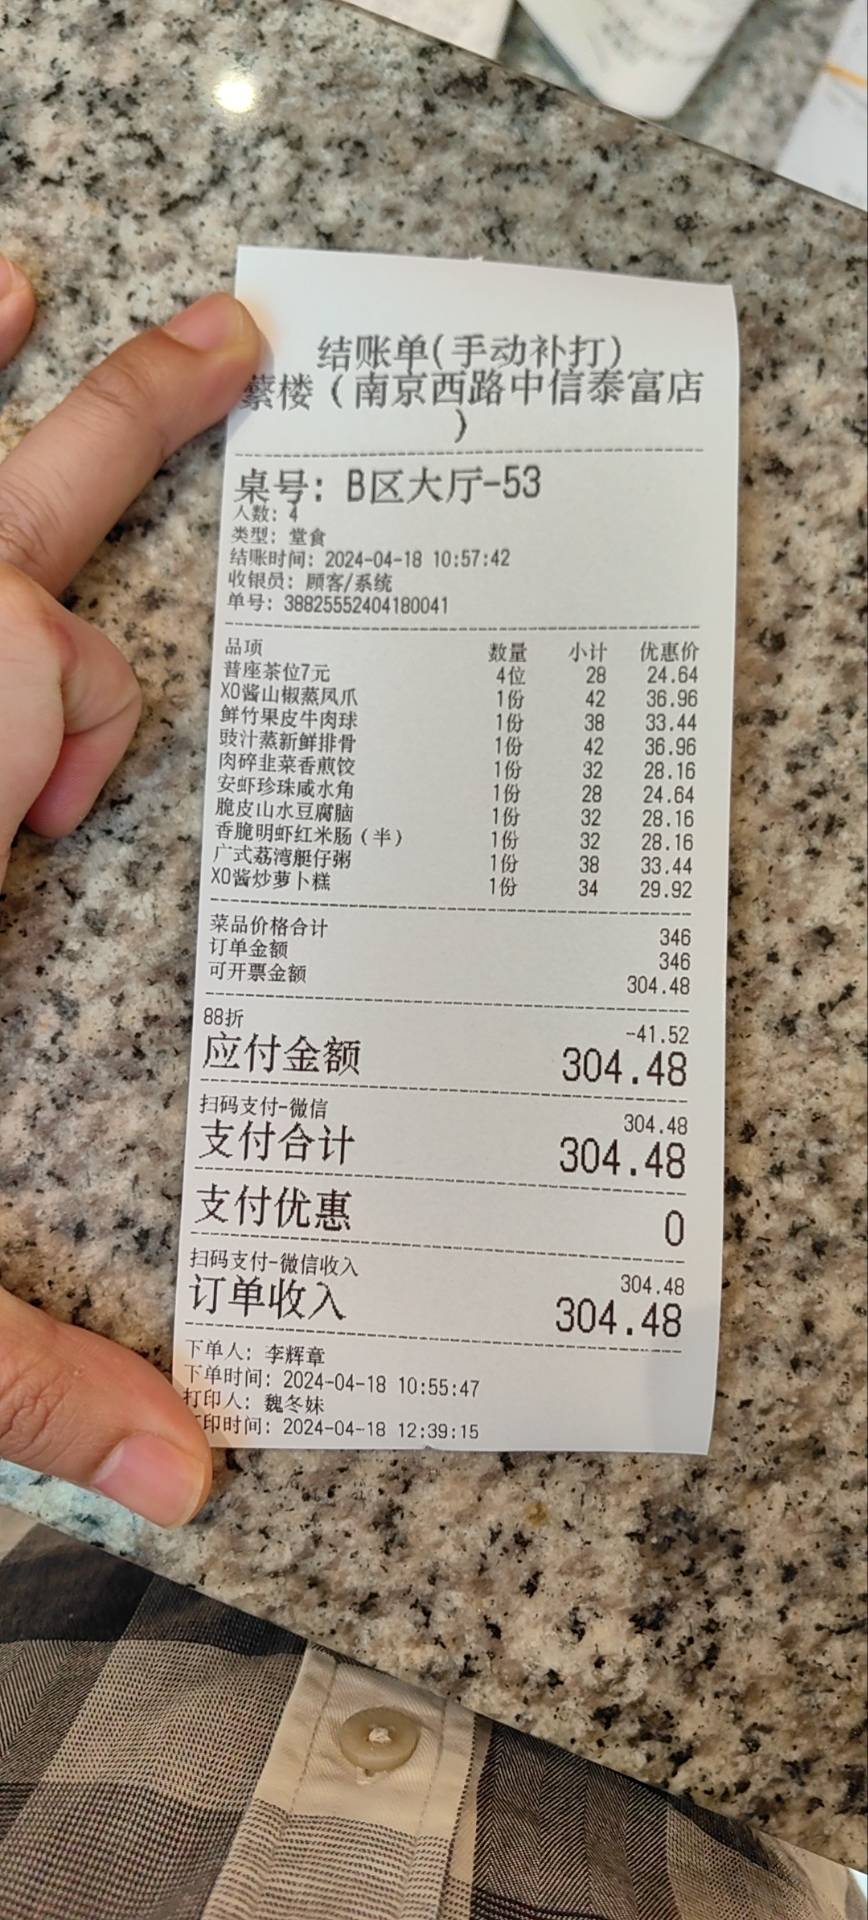 结账单(手动补打)
蘩楼（南京西路中信泰富店
）
桌号: B区大厅-53
人数: 4
类型: 堂食
结账时间: 2024-04-18 10:57:42
收银员: 顾客/系统
单号: 38825552404180041
品项 数量 小计 优惠价
普座茶位7元 4位 28 24.64
XO酱山椒蒸凤爪 1份 42 36.96
鲜竹果皮牛肉球 1份 38 33.44
豉汁蒸新鲜排骨 1份 42 36.96
肉碎韭菜香煎饺 1份 32 28.16
安虾珍珠咸水角 1份 28 24.64
脆皮山水豆腐脑 1份 32 28.16
香脆明虾红米肠（半） 1份 32 28.16
广式荔湾艇仔粥 1份 38 33.44
XO酱炒萝卜糕 1份 34 29.92
菜品价格合计 346
订单金额 346
可开票金额 304.48
88折 -41.52
应付金额 304.48
扫码支付-微信 304.48
支付合计 304.48
支付优惠 0
扫码支付-微信收入 304.48
订单收入 304.48
下单人: 李辉章
下单时间: 2024-04-18 10:55:47
打印人: 魏冬妹
印时间: 2024-04-18 12:39:15